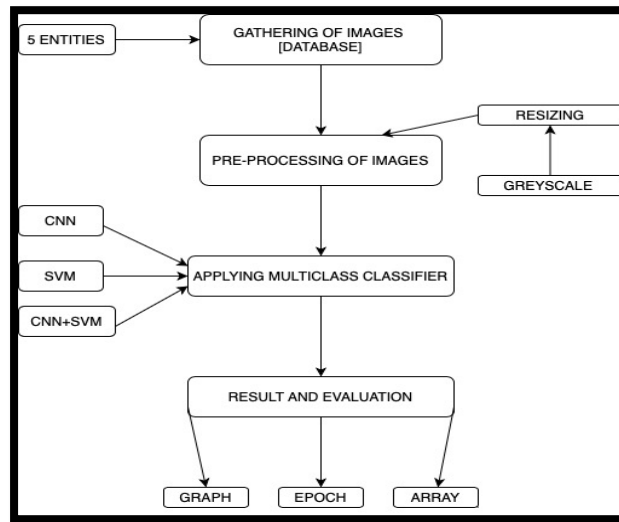 5 ENTITIES
GATHERING OF IMAGES
[DATABASE]
RESIZING
PRE-PROCESSING OF IMAGES
GREYSCALE
CNN
SVM
APPLYING MULTICLASS CLASSIFIER
CNN+SVM
RESULT AND EVALUATION
GRAPH
EPOCH
ARRAY